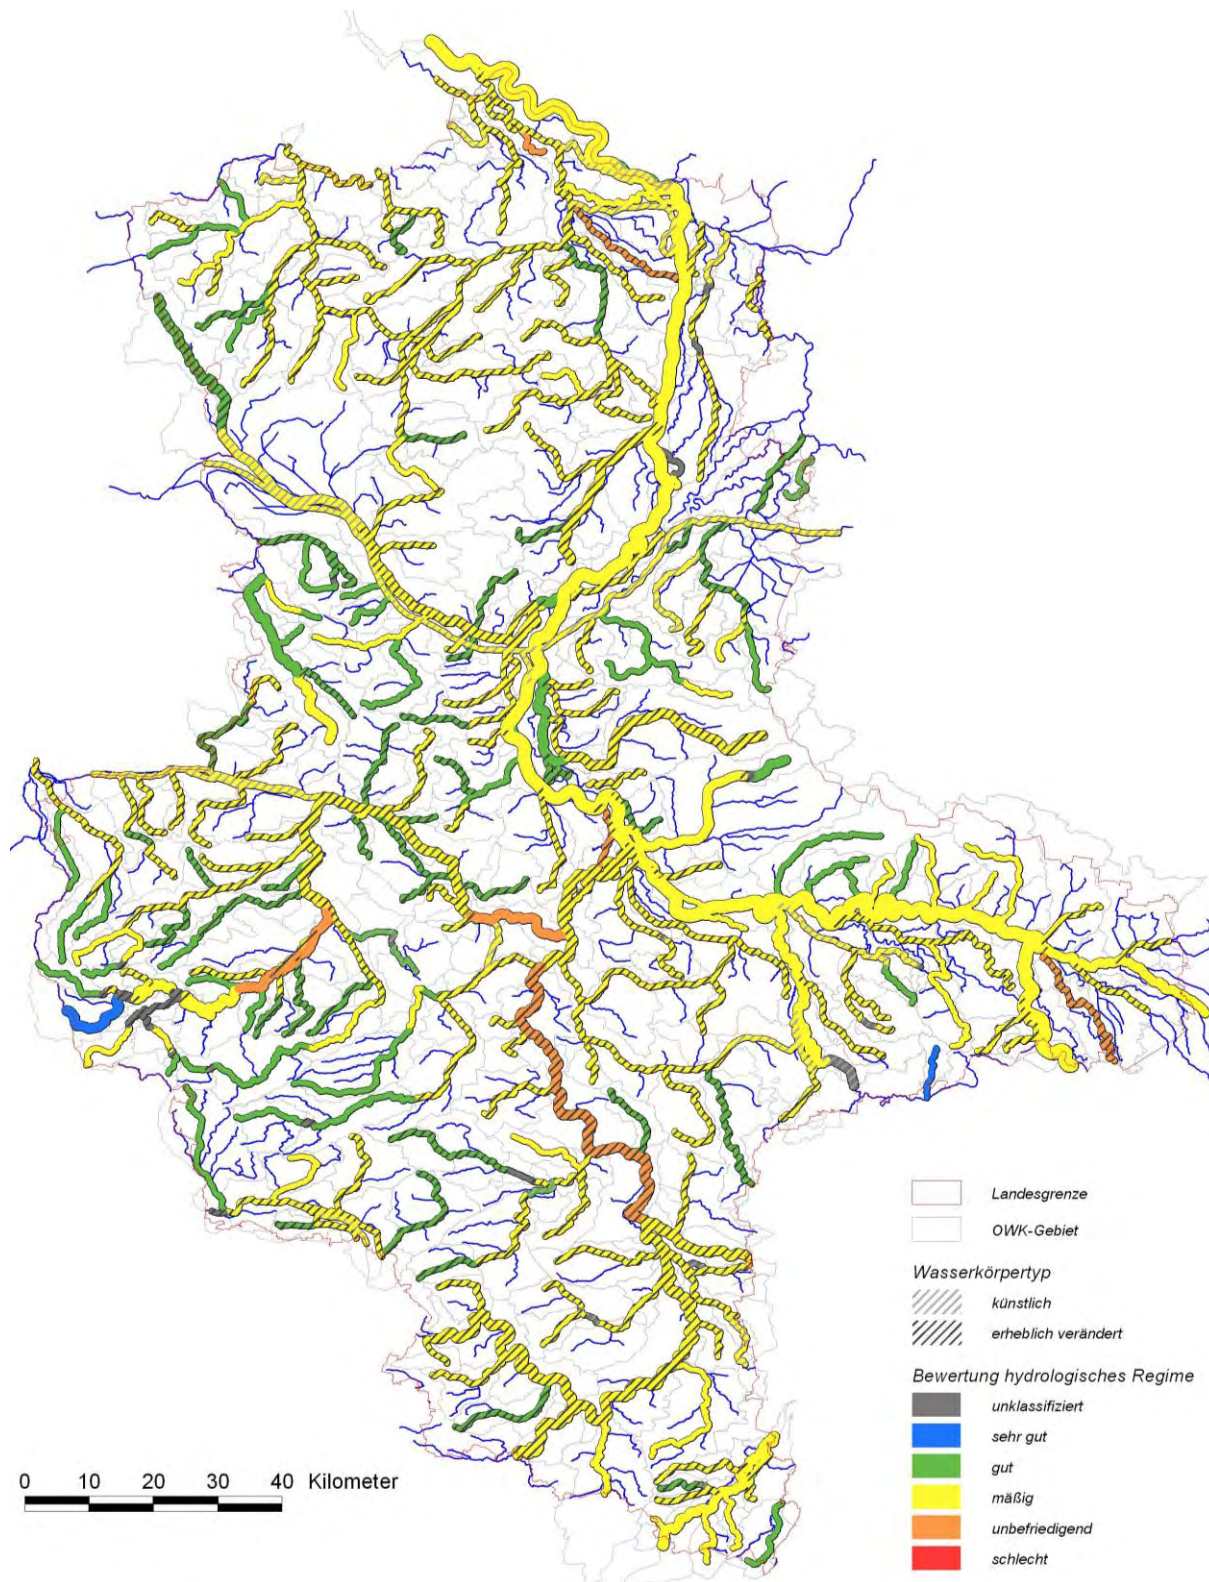 Landesgrenze
OWK-Gebiet
Wasserkörpertyp
künstlich
erheblich verändert
Bewertung hydrologisches Regime
unklassifiziert
sehr gut
gut
mäßig
unbefriedigend
schlecht
0 10 20 30 40 Kilometer